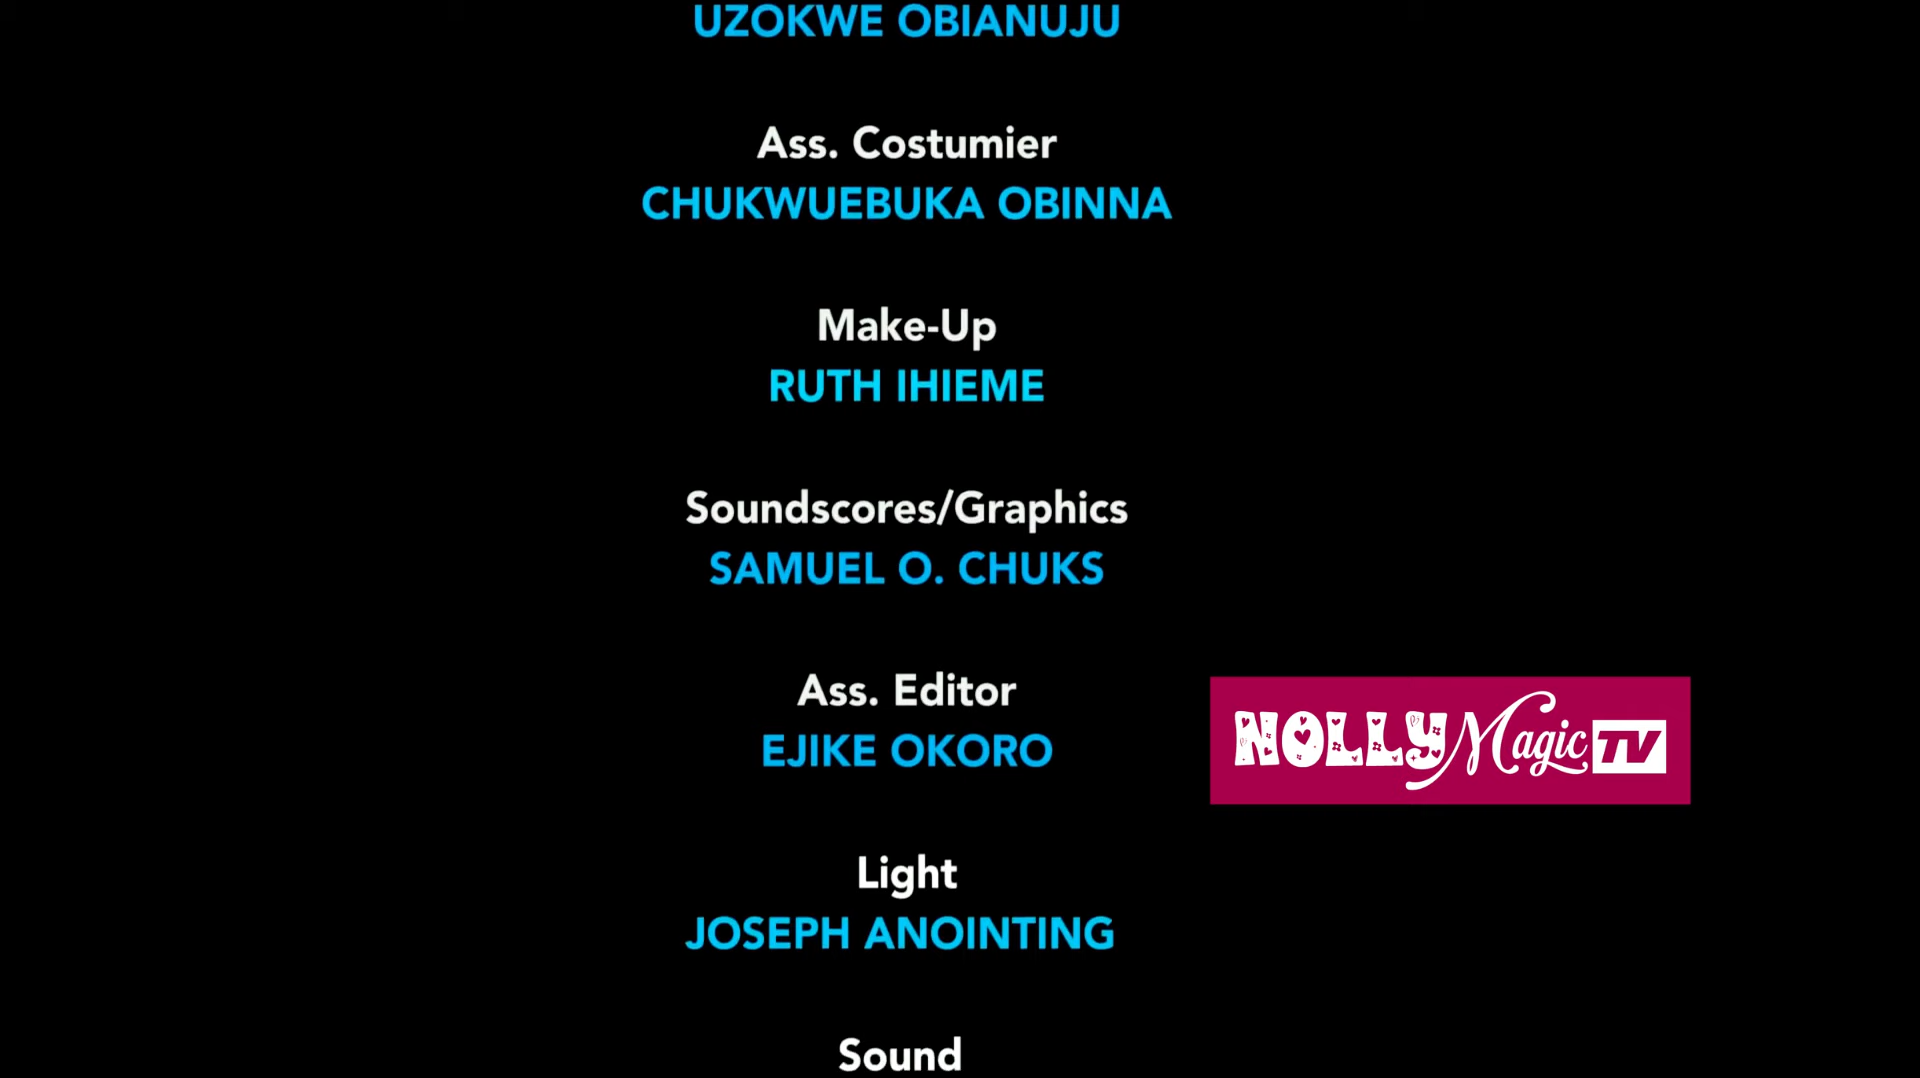 UZOKWE OBIANUJU
Ass. Costumier
CHUKWUEBUKA OBINNA
Make-Up
RUTH IHIEME
Soundscores/Graphics
SAMUEL O. CHUKS
Ass. Editor
EJIKE OKORO
NOLLY Magic TV
Light
JOSEPH ANOINTING
Sound